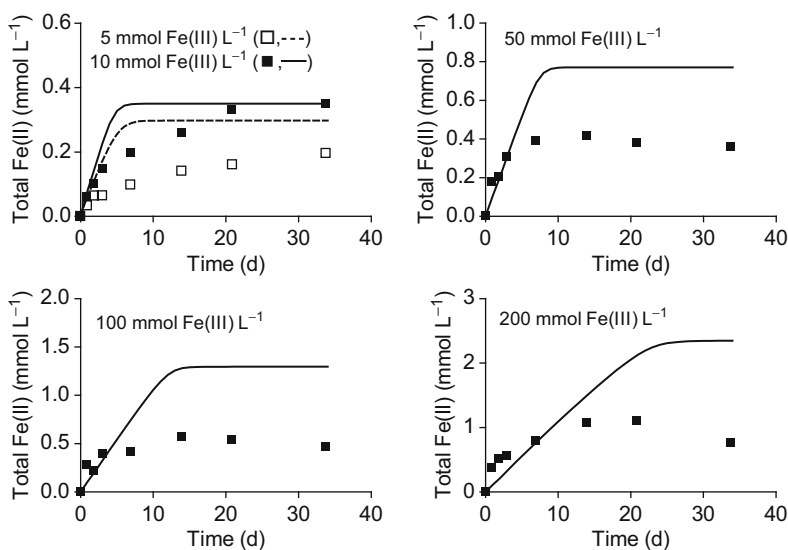 Total Fe(II) (mmol L⁻¹)
0.6
0.4
0.2
0.0
5 mmol Fe(III) L⁻¹ (□,---)
10 mmol Fe(III) L⁻¹ (■,—)
0 10 20 30 40
Time (d)
Total Fe(II) (mmol L⁻¹)
1.0
0.8
0.6
0.4
0.2
0.0
50 mmol Fe(III) L⁻¹
0 10 20 30 40
Time (d)
Total Fe(II) (mmol L⁻¹)
2.0
1.5
1.0
0.5
0.0
100 mmol Fe(III) L⁻¹
0 10 20 30 40
Time (d)
Total Fe(II) (mmol L⁻¹)
3
2
1
0
200 mmol Fe(III) L⁻¹
0 10 20 30 40
Time (d)